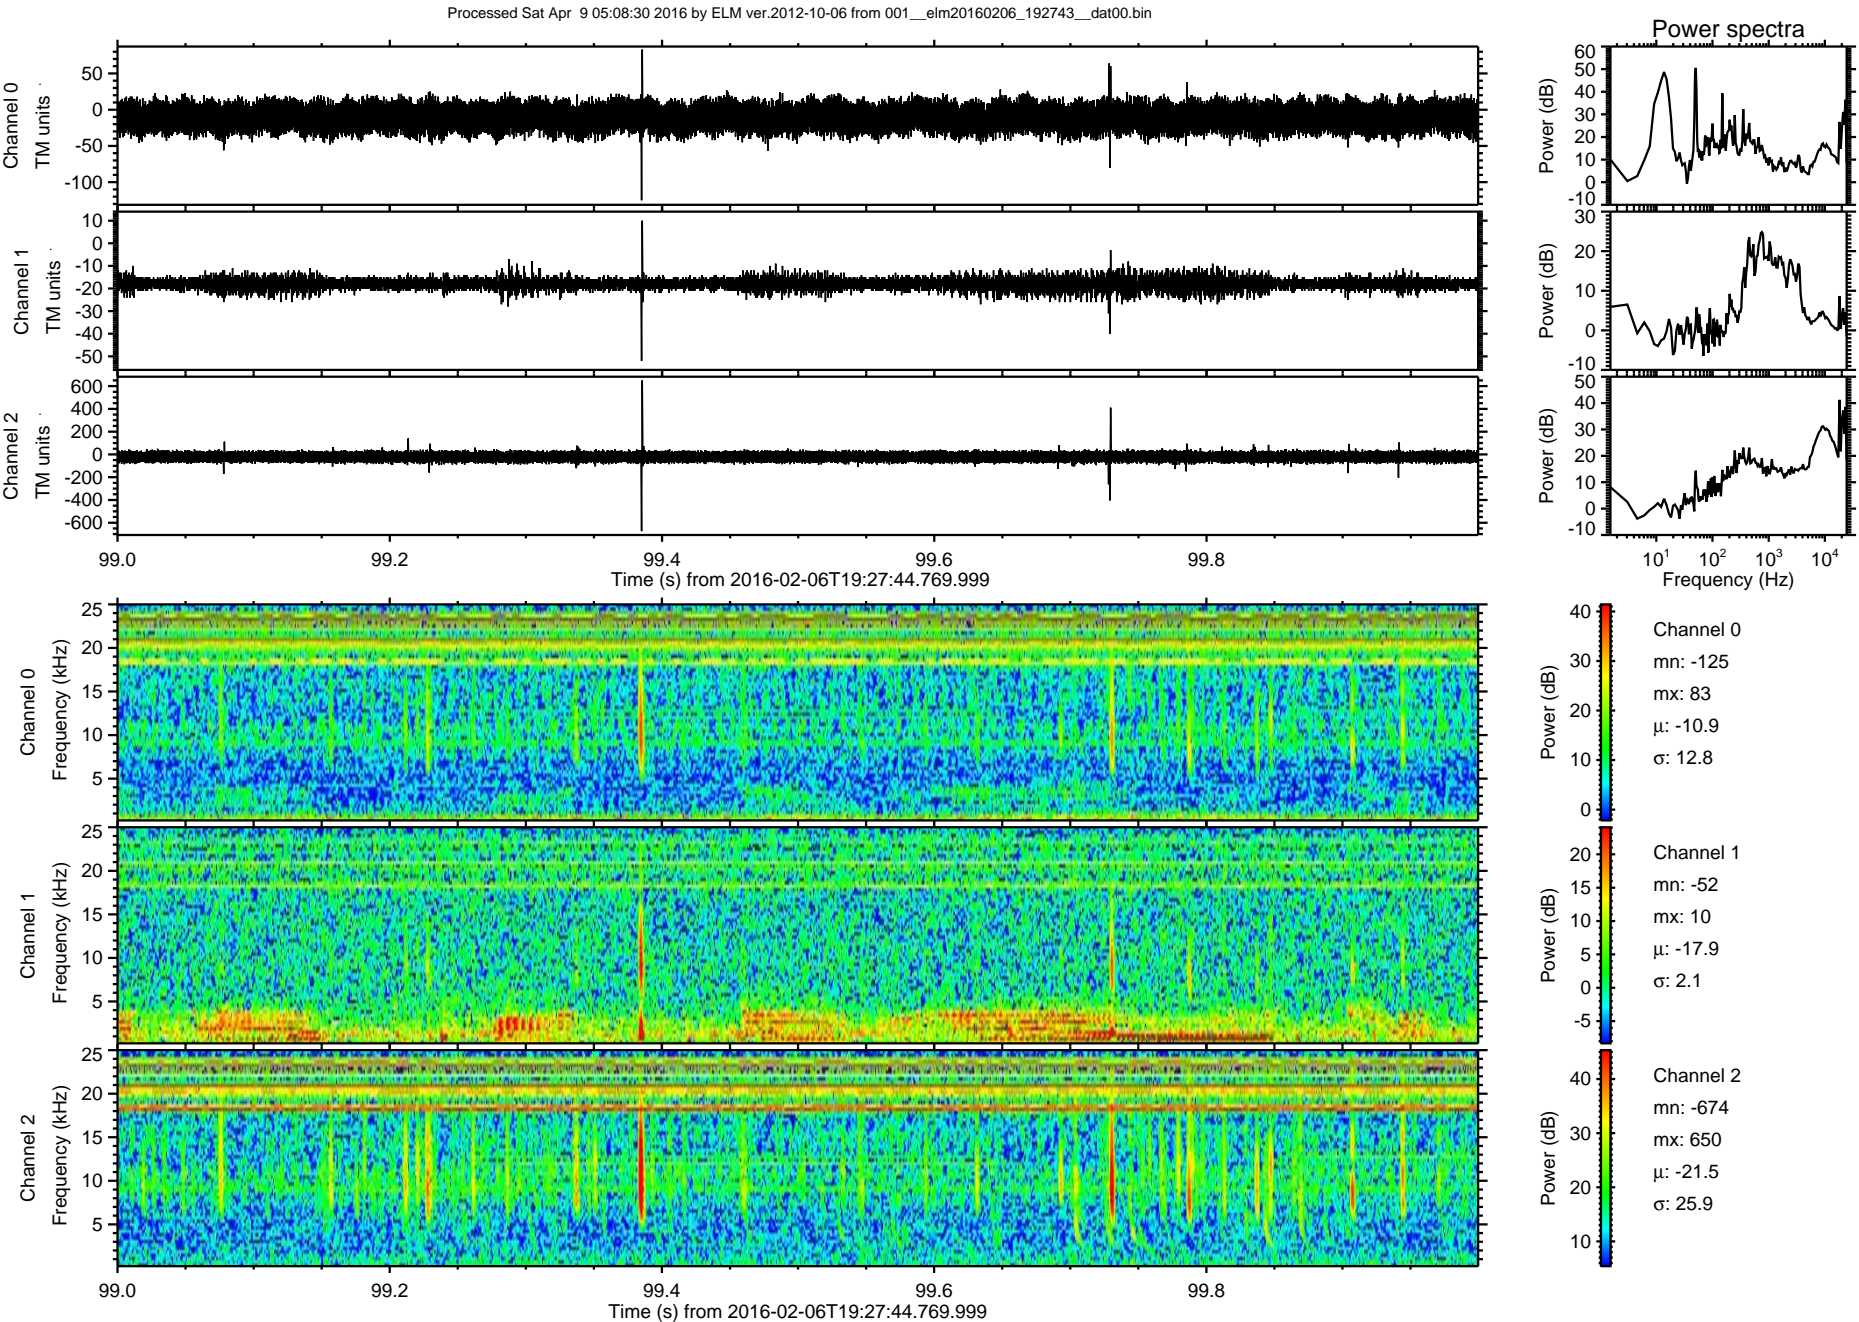 Processed Sat Apr  9 05:08:30 2016 by ELM ver.2012-10-06 from 001__elm20160206_192743__dat00.bin
Power spectra
Channel 0
TM units
50
0
-50
-100
Power (dB)
60
50
40
30
20
10
0
-10
Channel 1
TM units
10
0
-10
-20
-30
-40
-50
Power (dB)
30
20
10
0
-10
Channel 2
TM units
600
400
200
0
-200
-400
-600
Power (dB)
50
40
30
20
10
0
-10
99.0 99.2 99.4 99.6 99.8
Time (s) from 2016-02-06T19:27:44.769.999
10^1 10^2 10^3 10^4
Frequency (Hz)
Channel 0
Frequency (kHz)
25
20
15
10
5
Power (dB)
40
30
20
10
0
Channel 0
mn: -125
mx: 83
μ: -10.9
σ: 12.8
Channel 1
Frequency (kHz)
25
20
15
10
5
Power (dB)
20
15
10
5
0
-5
Channel 1
mn: -52
mx: 10
μ: -17.9
σ: 2.1
Channel 2
Frequency (kHz)
25
20
15
10
5
Power (dB)
40
30
20
10
Channel 2
mn: -674
mx: 650
μ: -21.5
σ: 25.9
99.0 99.2 99.4 99.6 99.8
Time (s) from 2016-02-06T19:27:44.769.999